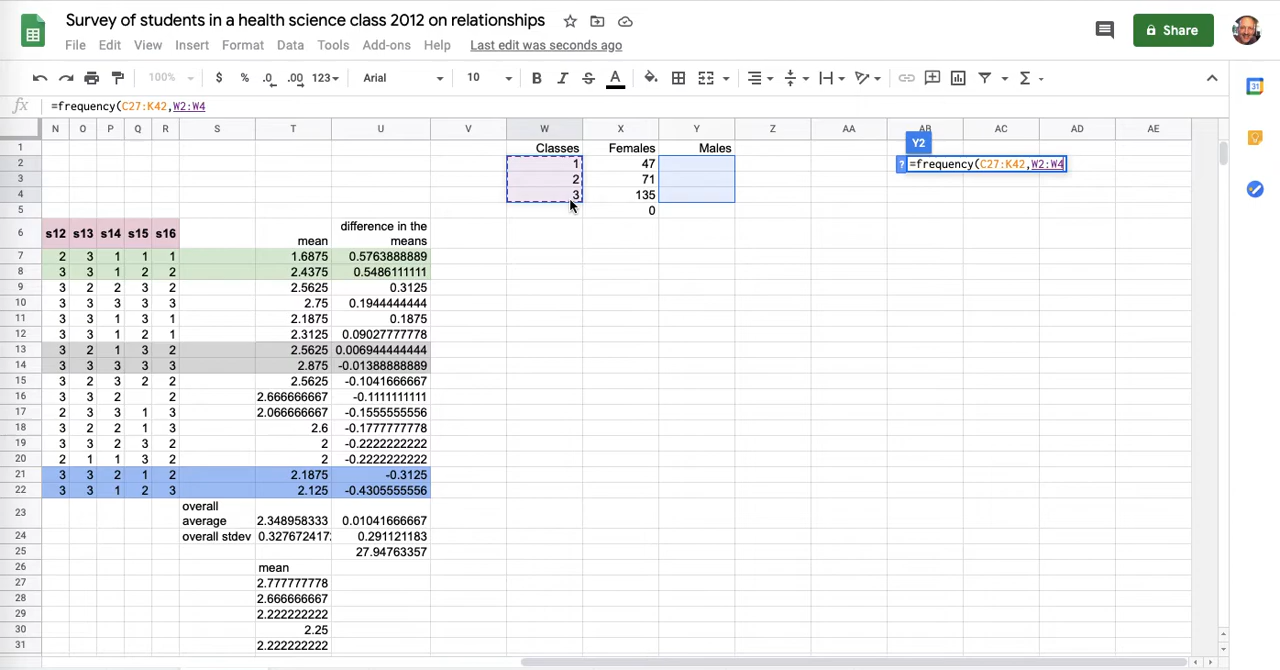 Survey of students in a health science class 2012 on relationships
File Edit View Insert Format Data Tools Add-ons Help Last edit was seconds ago
Share
100% $ % .0 .00 123 Arial 10 B I S A
fx =frequency(C27:K42,W2:W4
N O P Q R S T U V W X Y Z AA AB AC AD AE
1 Classes Females Males
Y2
2 1 47 ? =frequency(C27:K42,W2:W4
3 2 71
4 3 135
5 0
6 s12 s13 s14 s15 s16 mean difference in the means
7 2 3 1 1 1 1.6875 0.5763888889
8 3 3 1 2 2 2.4375 0.5486111111
9 3 2 2 3 2 2.5625 0.3125
10 3 3 3 3 3 2.75 0.1944444444
11 3 3 1 3 1 2.1875 0.1875
12 3 3 1 2 1 2.3125 0.09027777778
13 3 2 1 3 2 2.5625 0.006944444444
14 3 3 3 3 3 2.875 -0.01388888889
15 3 2 3 2 2 2.5625 -0.1041666667
16 3 3 2 2 2.666666667 -0.1111111111
17 2 3 3 1 3 2.066666667 -0.1555555556
18 3 2 2 1 3 2.6 -0.1777777778
19 3 3 2 3 2 2 -0.2222222222
20 2 1 1 3 2 2 -0.2222222222
21 3 3 2 1 2 2.1875 -0.3125
22 3 3 1 2 3 2.125 -0.4305555556
23 overall average 2.348958333 0.01041666667
24 overall stdev 0.327672417 0.291121183
25 27.94763357
26 mean
27 2.777777778
28 2.666666667
29 2.222222222
30 2.25
31 2.222222222
31